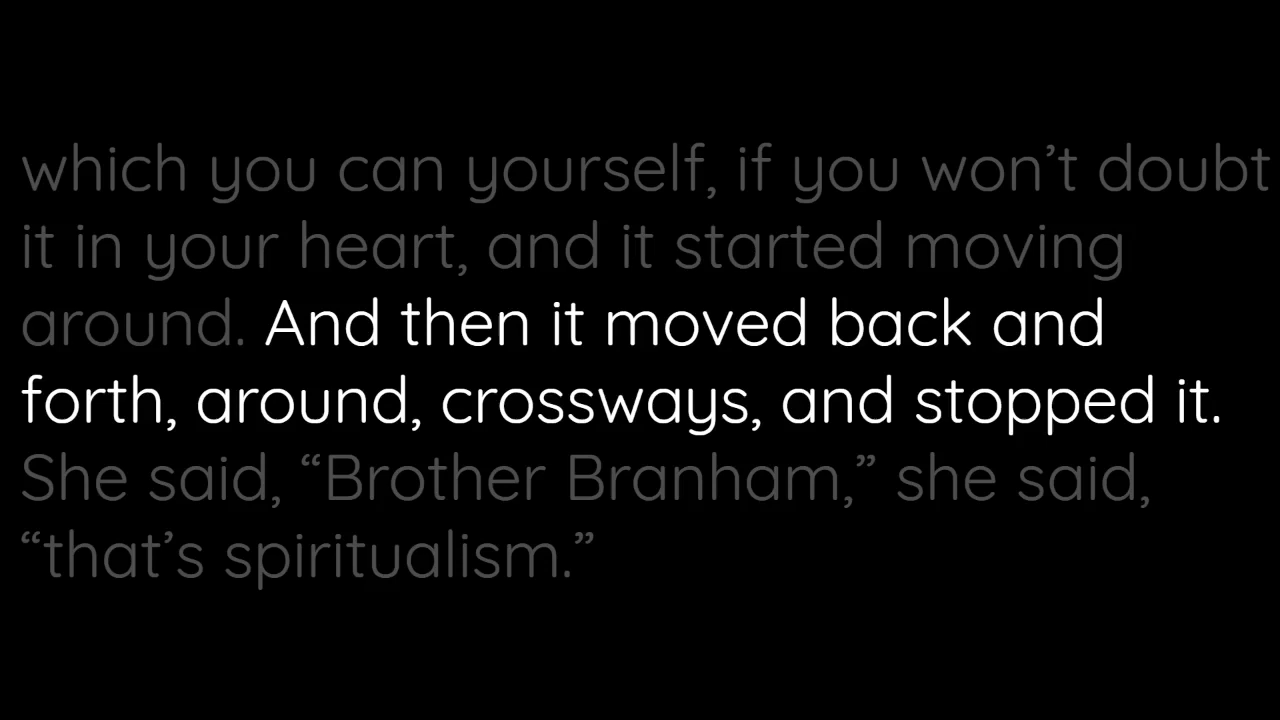 which you can yourself, if you won’t doubt
it in your heart, and it started moving
around. And then it moved back and
forth, around, crossways, and stopped it.
She said, “Brother Branham,” she said,
“that’s spiritualism.”